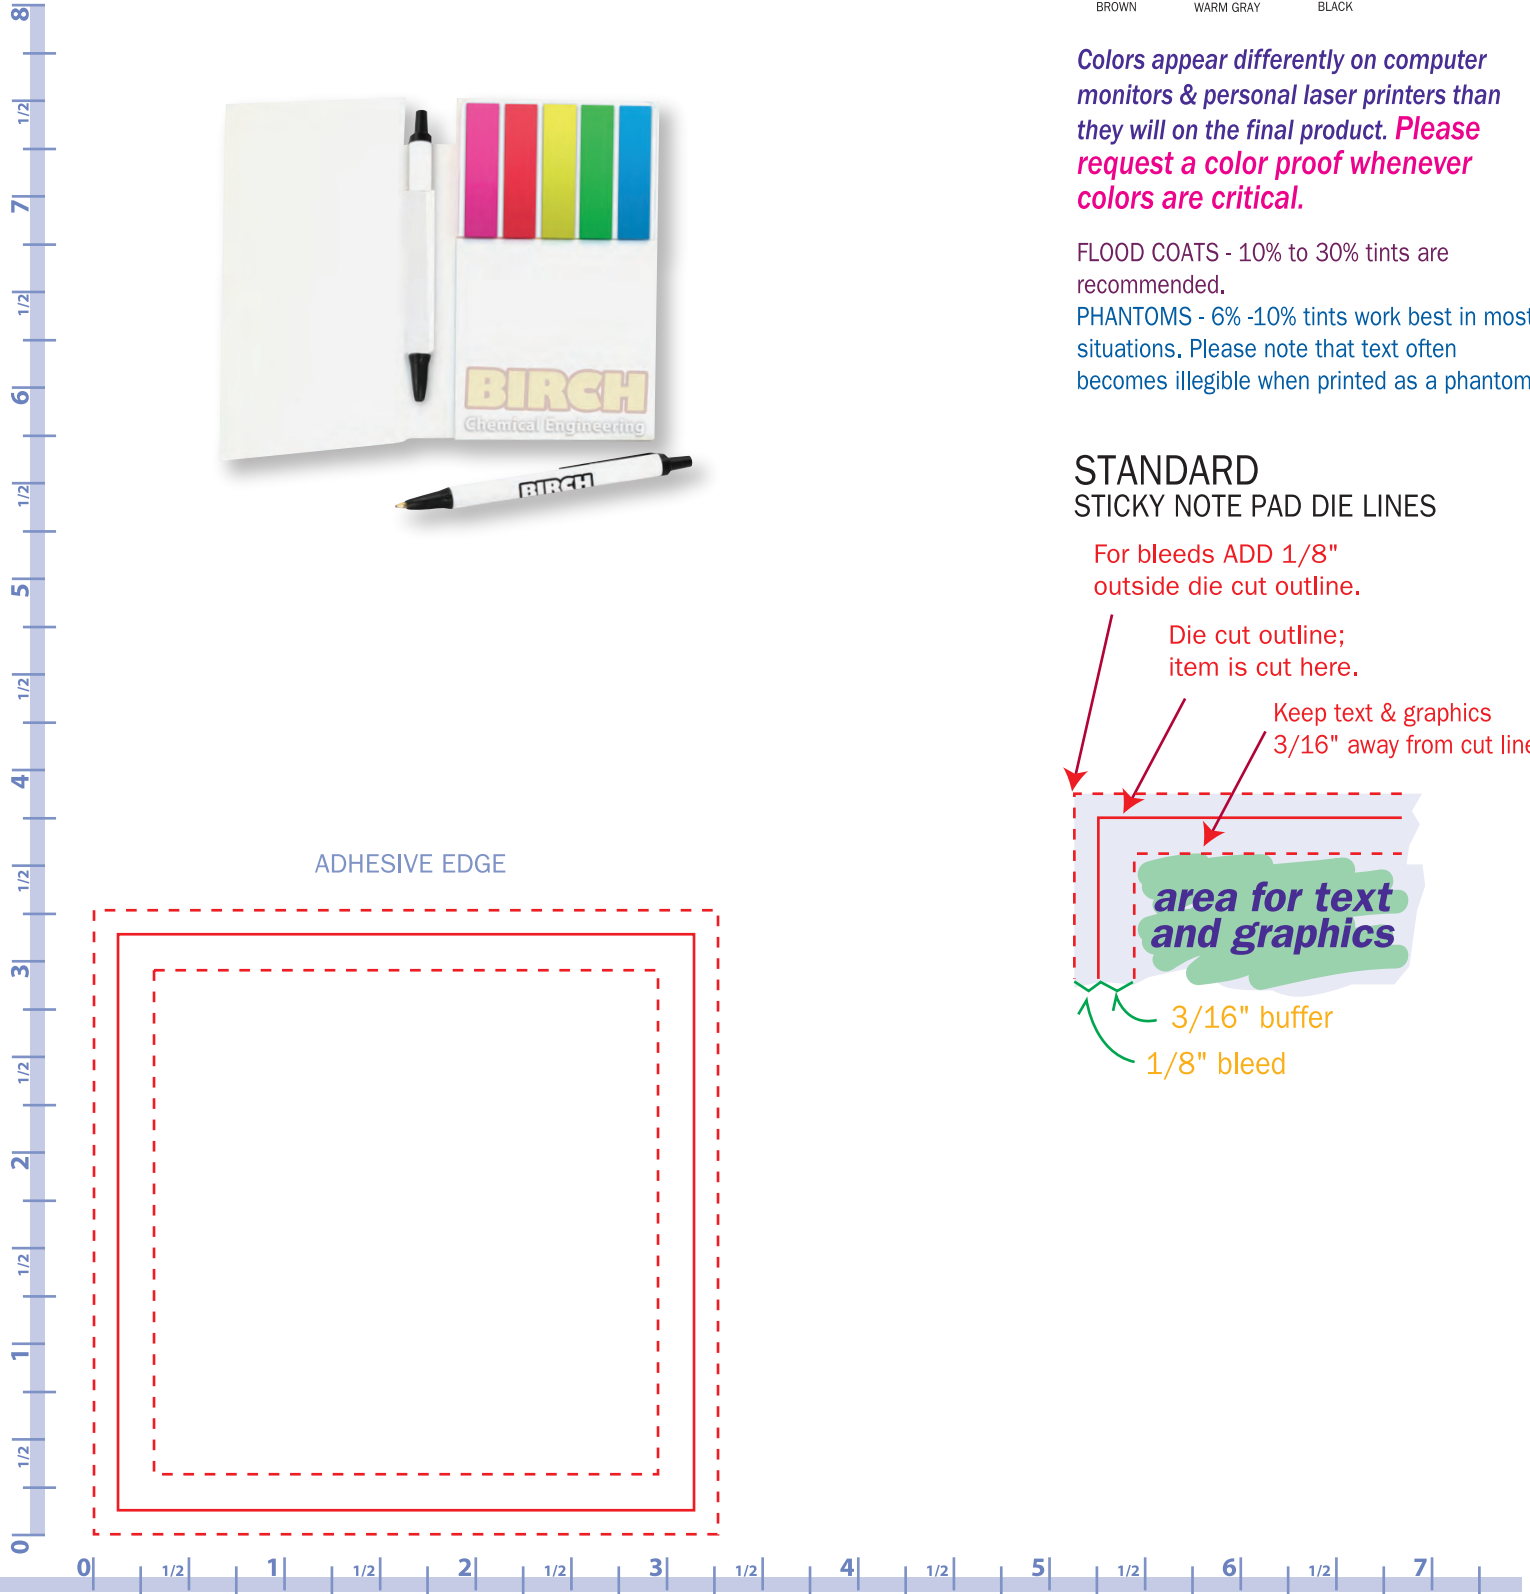 BROWN WARM GRAY BLACK
Colors appear differently on computer
monitors & personal laser printers than
they will on the final product. Please
request a color proof whenever
colors are critical.
FLOOD COATS - 10% to 30% tints are
recommended.
PHANTOMS - 6% -10% tints work best in most
situations. Please note that text often
becomes illegible when printed as a phantom
BIRCH
Chemical Engineering
BIRCH
STANDARD
STICKY NOTE PAD DIE LINES
For bleeds ADD 1/8"
outside die cut outline.
Die cut outline;
item is cut here.
Keep text & graphics
3/16" away from cut line
area for text
and graphics
3/16" buffer
1/8" bleed
ADHESIVE EDGE
8
1/2
7
1/2
6
1/2
5
1/2
4
1/2
3
1/2
2
1/2
1
1/2
0
0 1/2 1 1/2 2 1/2 3 1/2 4 1/2 5 1/2 6 1/2 7